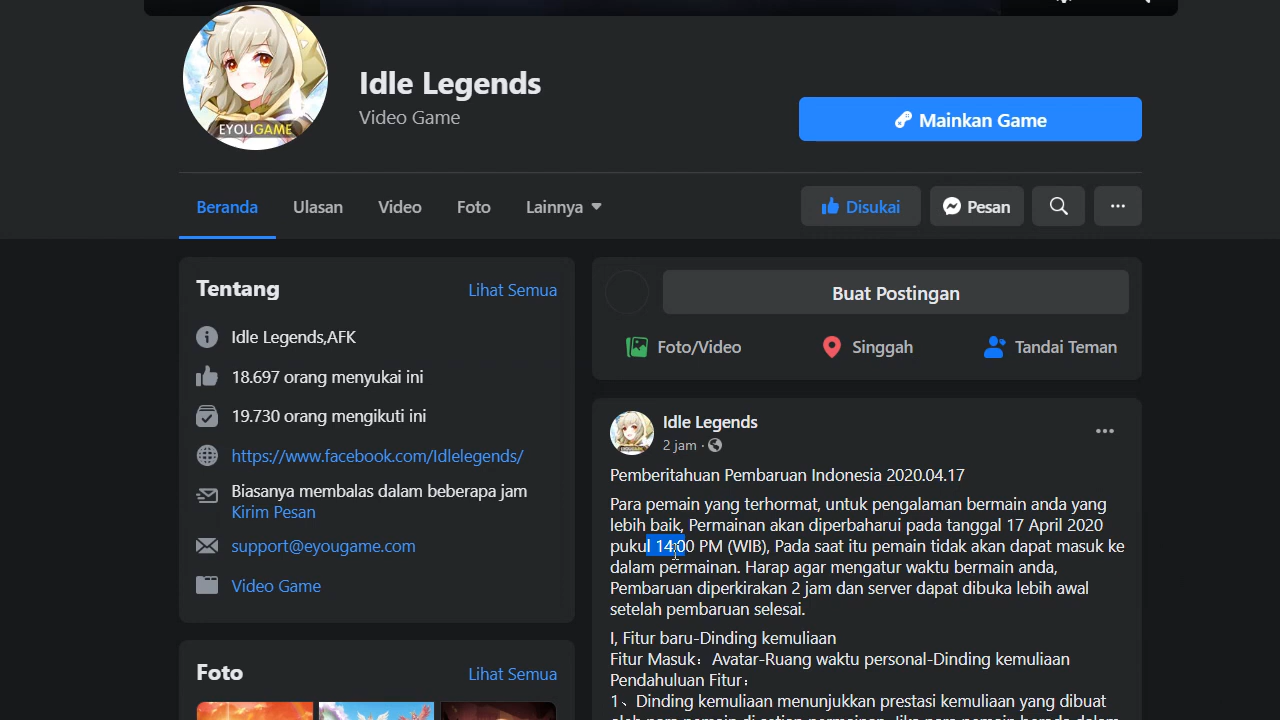 EYOUGAME
Idle Legends
Video Game
Mainkan Game
Beranda
Ulasan
Video
Foto
Lainnya
Disukai
Pesan
Tentang
Lihat Semua
Idle Legends,AFK
18.697 orang menyukai ini
19.730 orang mengikuti ini
https://www.facebook.com/Idlelegends/
Biasanya membalas dalam beberapa jam
Kirim Pesan
support@eyougame.com
Video Game
Foto
Lihat Semua
Buat Postingan
Foto/Video
Singgah
Tandai Teman
Idle Legends
2 jam ·
Pemberitahuan Pembaruan Indonesia 2020.04.17
Para pemain yang terhormat, untuk pengalaman bermain anda yang
lebih baik, Permainan akan diperbaharui pada tanggal 17 April 2020
pukul 14:00 PM (WIB), Pada saat itu pemain tidak akan dapat masuk ke
dalam permainan. Harap agar mengatur waktu bermain anda,
Pembaruan diperkirakan 2 jam dan server dapat dibuka lebih awal
setelah pembaruan selesai.
I, Fitur baru-Dinding kemuliaan
Fitur Masuk：Avatar-Ruang waktu personal-Dinding kemuliaan
Pendahuluan Fitur：
1、Dinding kemuliaan menunjukkan prestasi kemuliaan yang dibuat